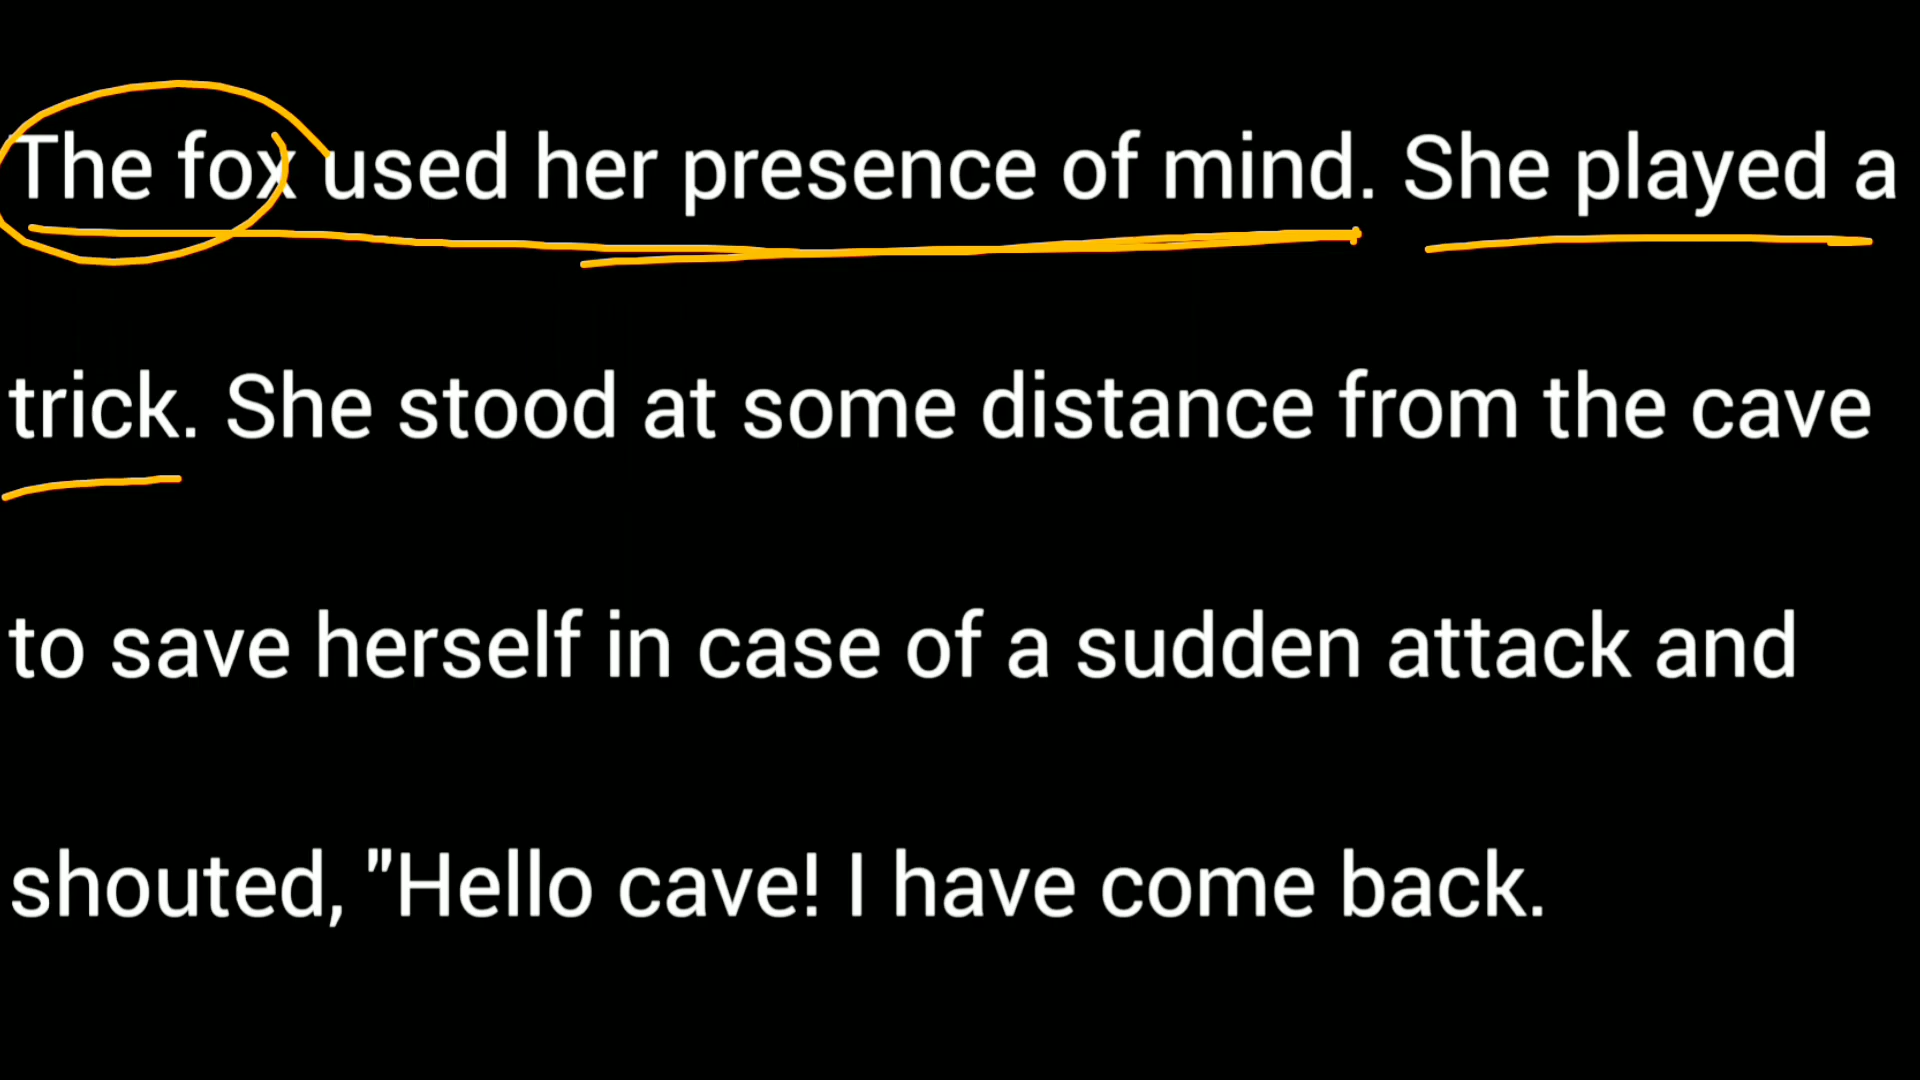 The fox used her presence of mind. She played a
trick. She stood at some distance from the cave
to save herself in case of a sudden attack and
shouted, "Hello cave! I have come back.